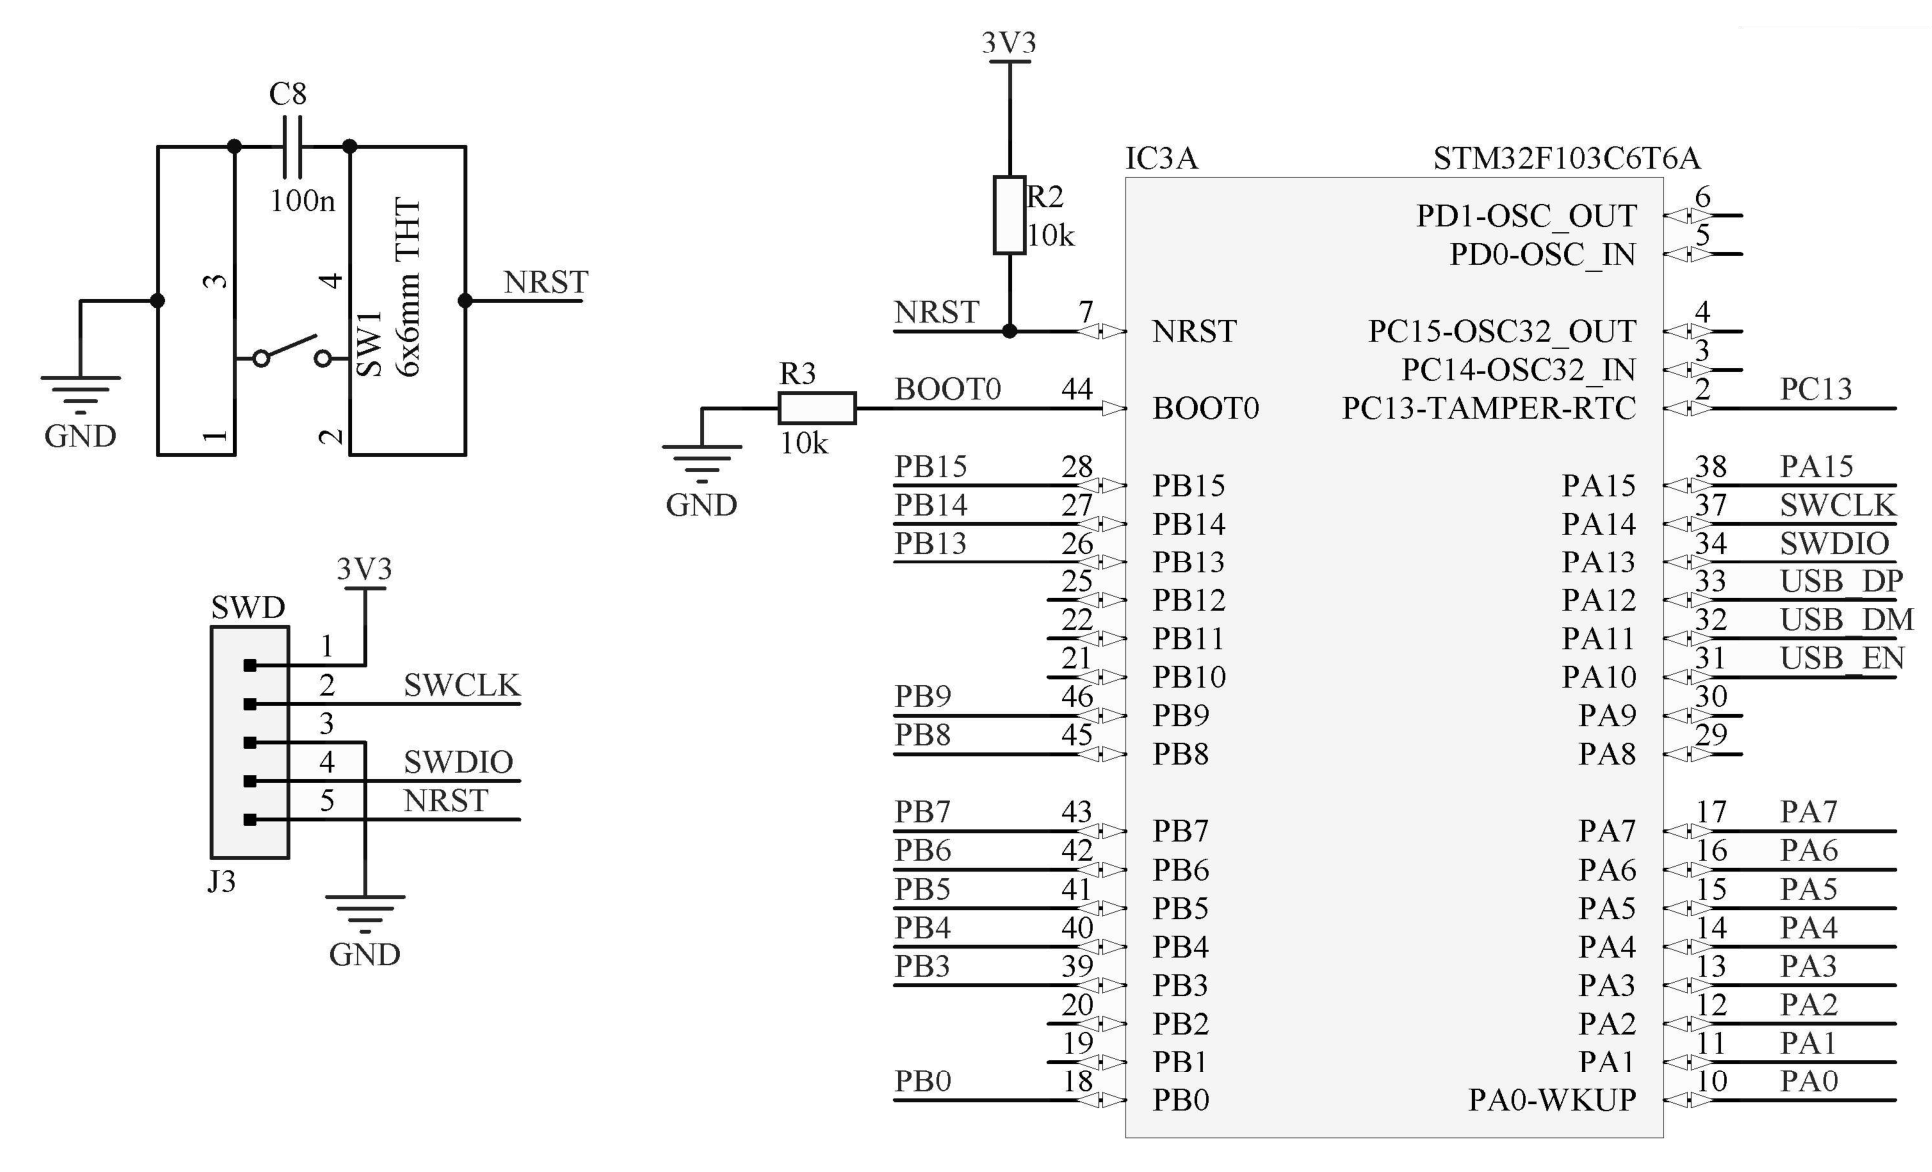 C8
100n
3
4
1
2
SW1
6x6mm THT
NRST
GND
SWD
3V3
1
2 SWCLK
3
4 SWDIO
5 NRST
J3
GND
3V3
R2
10k
IC3A STM32F103C6T6A
NRST 7 NRST
R3
10k
GND
BOOT0 44 BOOT0
PB15 28 PB15
PB14 27 PB14
PB13 26 PB13
25 PB12
22 PB11
21 PB10
PB9 46 PB9
PB8 45 PB8
PB7 43 PB7
PB6 42 PB6
PB5 41 PB5
PB4 40 PB4
PB3 39 PB3
20 PB2
19 PB1
PB0 18 PB0
PD1-OSC_OUT 6
PD0-OSC_IN 5
PC15-OSC32_OUT 4
PC14-OSC32_IN 3
PC13-TAMPER-RTC 2 PC13
PA15 38 PA15
PA14 37 SWCLK
PA13 34 SWDIO
PA12 33 USB_DP
PA11 32 USB_DM
PA10 31 USB_EN
PA9 30
PA8 29
PA7 17 PA7
PA6 16 PA6
PA5 15 PA5
PA4 14 PA4
PA3 13 PA3
PA2 12 PA2
PA1 11 PA1
PA0-WKUP 10 PA0